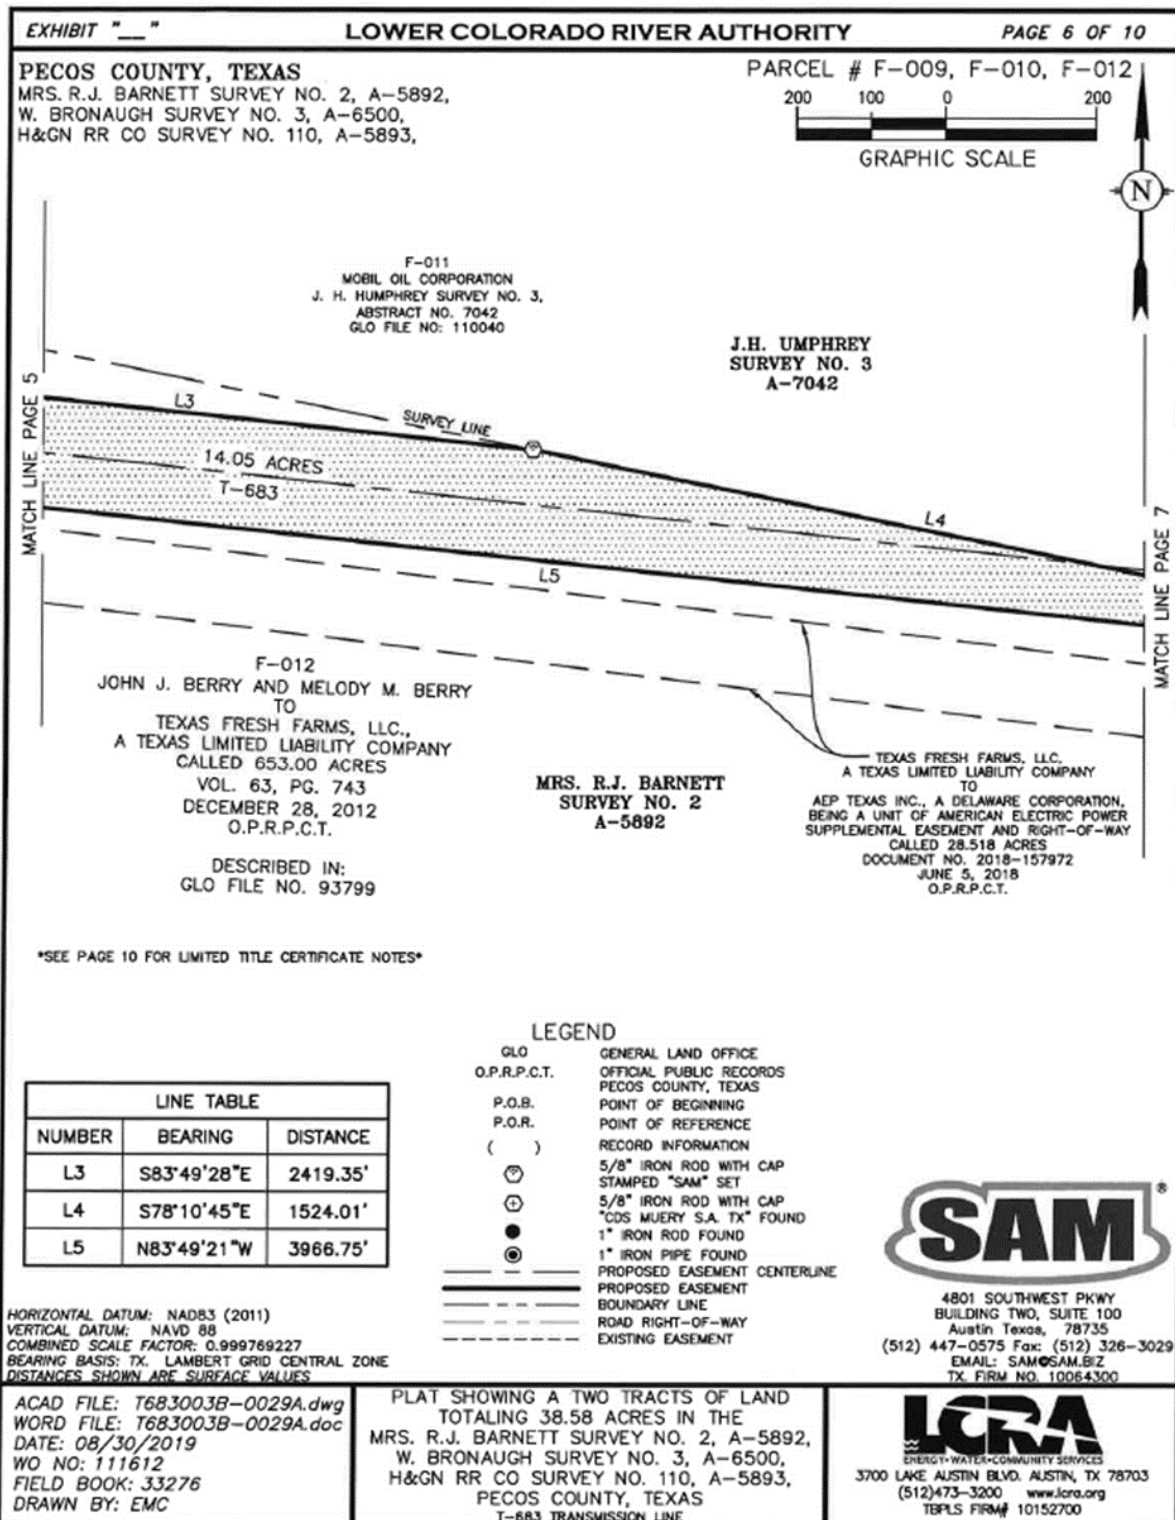 EXHIBIT "__"
LOWER COLORADO RIVER AUTHORITY
PAGE 6 OF 10
PECOS COUNTY, TEXAS
MRS. R.J. BARNETT SURVEY NO. 2, A-5892,
W. BRONAUGH SURVEY NO. 3, A-6500,
H&GN RR CO SURVEY NO. 110, A-5893,
PARCEL # F-009, F-010, F-012
200 100 0 200
GRAPHIC SCALE
N
F-011
MOBIL OIL CORPORATION
J. H. HUMPHREY SURVEY NO. 3,
ABSTRACT NO. 7042
GLO FILE NO: 110040
J.H. UMPHREY
SURVEY NO. 3
A-7042
MATCH LINE PAGE 5
L3
SURVEY LINE
14.05 ACRES
T-683
L4
L5
MATCH LINE PAGE 7
F-012
JOHN J. BERRY AND MELODY M. BERRY
TO
TEXAS FRESH FARMS, LLC.,
A TEXAS LIMITED LIABILITY COMPANY
CALLED 653.00 ACRES
VOL. 63, PG. 743
DECEMBER 28, 2012
O.P.R.P.C.T.
DESCRIBED IN:
GLO FILE NO. 93799
MRS. R.J. BARNETT
SURVEY NO. 2
A-5892
TEXAS FRESH FARMS, LLC.
A TEXAS LIMITED LIABILITY COMPANY
TO
AEP TEXAS INC., A DELAWARE CORPORATION,
BEING A UNIT OF AMERICAN ELECTRIC POWER
SUPPLEMENTAL EASEMENT AND RIGHT-OF-WAY
CALLED 28.518 ACRES
DOCUMENT NO. 2018-157972
JUNE 5, 2018
O.P.R.P.C.T.
*SEE PAGE 10 FOR LIMITED TITLE CERTIFICATE NOTES*
LEGEND
GLO GENERAL LAND OFFICE
O.P.R.P.C.T. OFFICIAL PUBLIC RECORDS
PECOS COUNTY, TEXAS
P.O.B. POINT OF BEGINNING
P.O.R. POINT OF REFERENCE
( ) RECORD INFORMATION
5/8" IRON ROD WITH CAP
STAMPED "SAM" SET
5/8" IRON ROD WITH CAP
"CDS MUERY S.A. TX" FOUND
1" IRON ROD FOUND
1" IRON PIPE FOUND
PROPOSED EASEMENT CENTERLINE
PROPOSED EASEMENT
BOUNDARY LINE
ROAD RIGHT-OF-WAY
EXISTING EASEMENT
LINE TABLE
NUMBER BEARING DISTANCE
L3 S83°49'28"E 2419.35'
L4 S78°10'45"E 1524.01'
L5 N83°49'21"W 3966.75'
HORIZONTAL DATUM: NAD83 (2011)
VERTICAL DATUM: NAVD 88
COMBINED SCALE FACTOR: 0.999769227
BEARING BASIS: TX. LAMBERT GRID CENTRAL ZONE
DISTANCES SHOWN ARE SURFACE VALUES
SAM®
4801 SOUTHWEST PKWY
BUILDING TWO, SUITE 100
Austin Texas, 78735
(512) 447-0575 Fax: (512) 326-3029
EMAIL: SAM@SAM.BIZ
TX. FIRM NO. 10064300
ACAD FILE: T683003B-0029A.dwg
WORD FILE: T683003B-0029A.doc
DATE: 08/30/2019
WO NO: 111612
FIELD BOOK: 33276
DRAWN BY: EMC
PLAT SHOWING A TWO TRACTS OF LAND
TOTALING 38.58 ACRES IN THE
MRS. R.J. BARNETT SURVEY NO. 2, A-5892,
W. BRONAUGH SURVEY NO. 3, A-6500,
H&GN RR CO SURVEY NO. 110, A-5893,
PECOS COUNTY, TEXAS
T-683 TRANSMISSION LINE
LCRA
ENERGY•WATER•COMMUNITY SERVICES
3700 LAKE AUSTIN BLVD. AUSTIN, TX 78703
(512)473-3200 www.lcra.org
TBPLS FIRM# 10152700